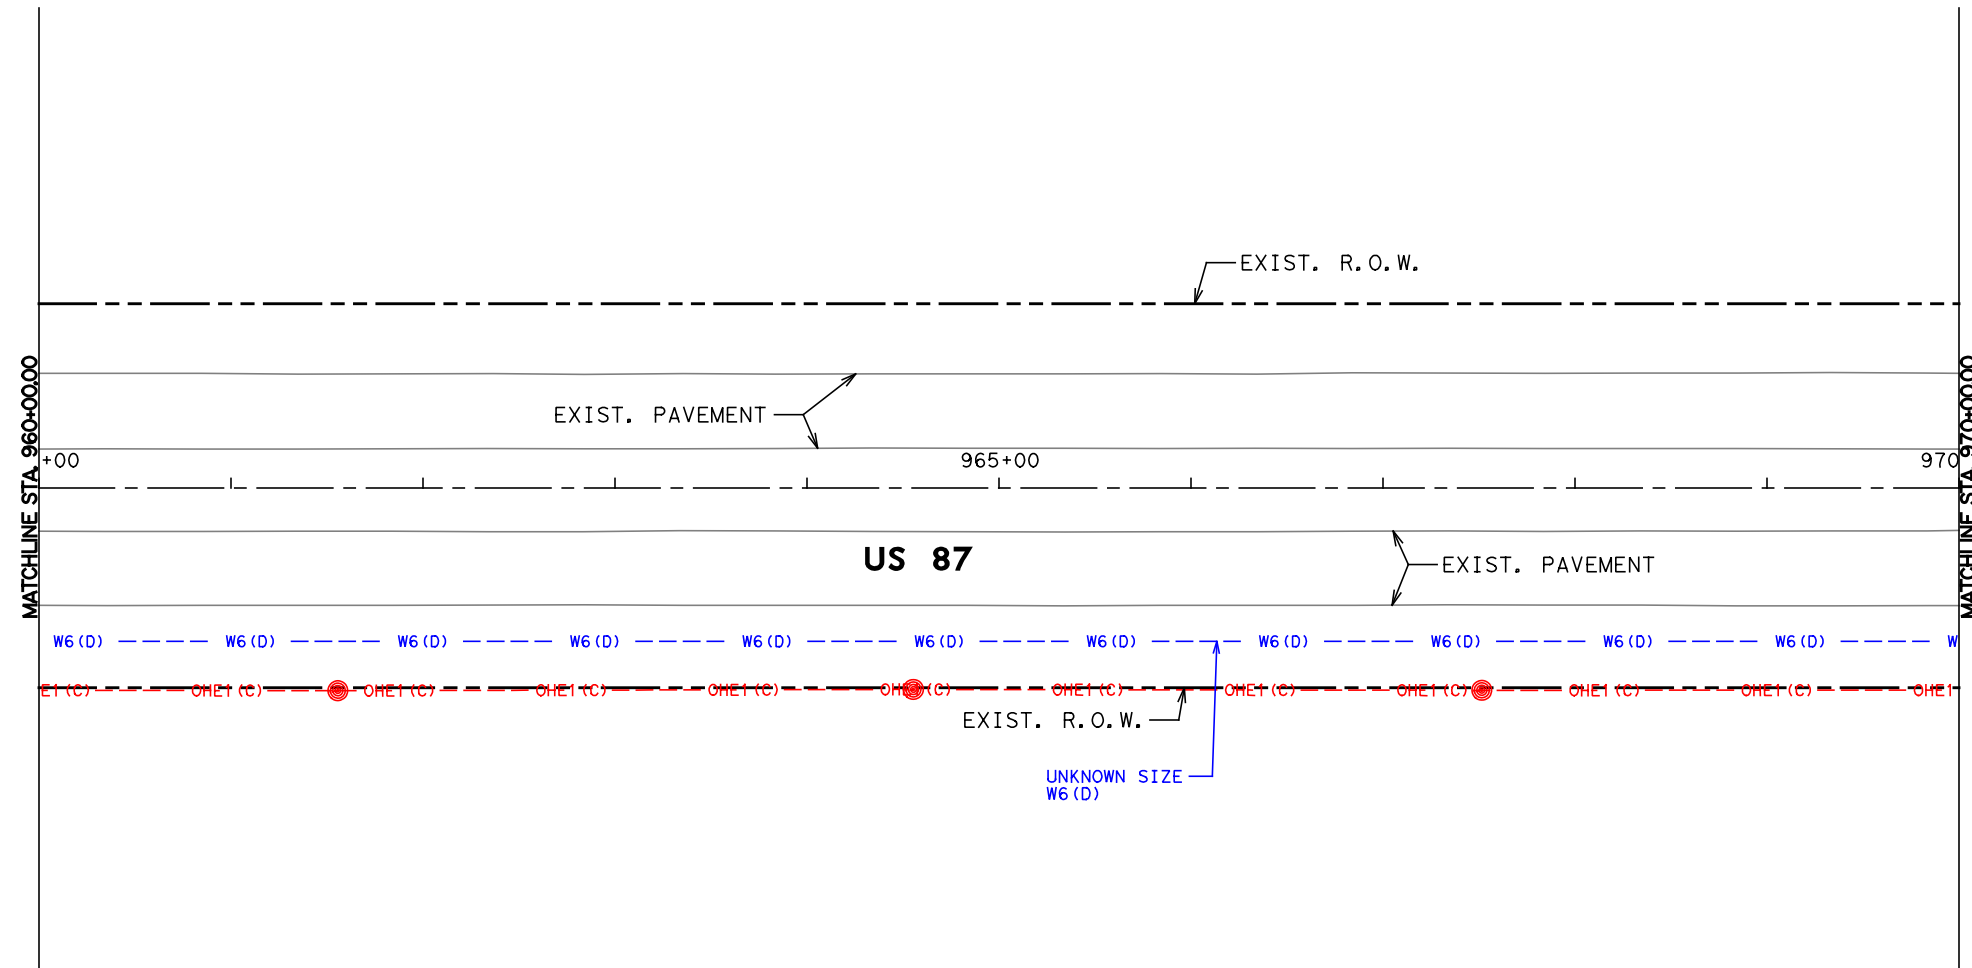 EXIST. R.O.W.
MATCHLINE STA. 960+00.00
MATCHLINE STA. 970+00.00
EXIST. PAVEMENT
+00
965+00
970
US 87
EXIST. PAVEMENT
W6(D) W6(D) W6(D) W6(D) W6(D) W6(D) W6(D) W6(D) W6(D) W6(D) W6(D) W
E1(C) OHE1(C) OHE1(C) OHE1(C) OHE1(C) OHE1(C) OHE1(C) OHE1(C) OHE1(C) OHE1(C) OHE1(C) OHE1
EXIST. R.O.W.
UNKNOWN SIZE
W6(D)